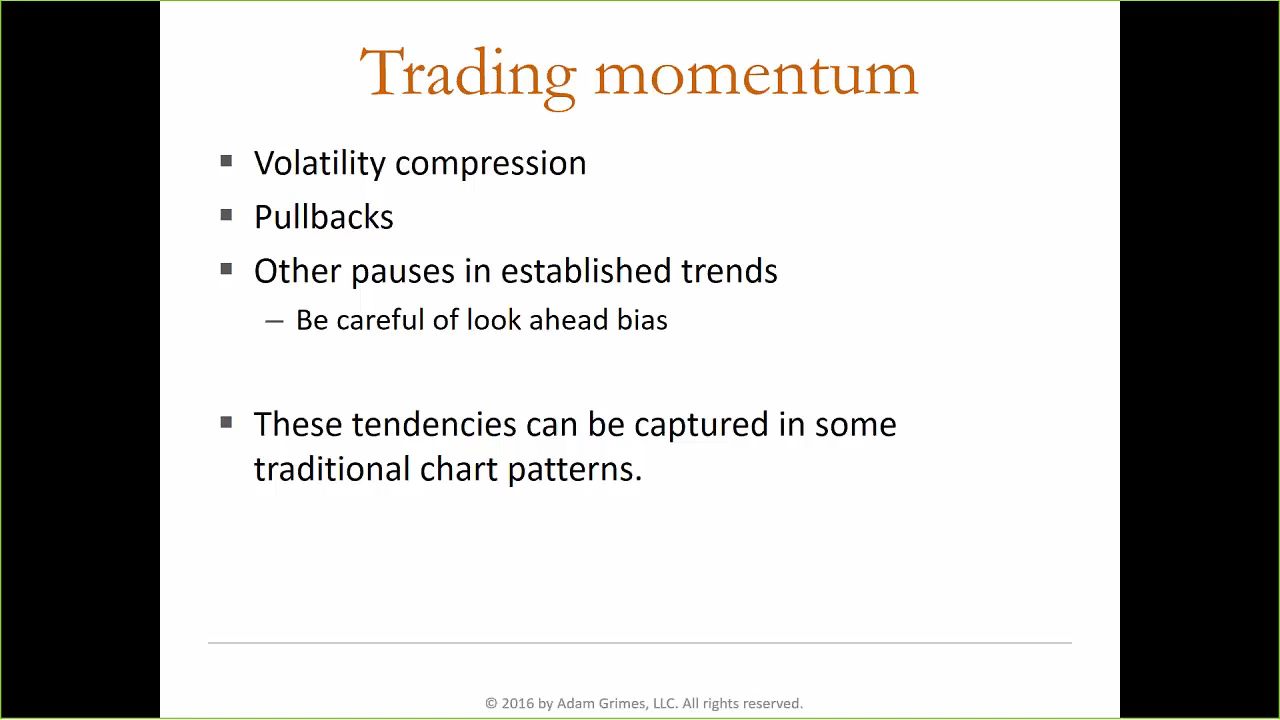 Trading momentum
▪ Volatility compression
▪ Pullbacks
▪ Other pauses in established trends
– Be careful of look ahead bias
▪ These tendencies can be captured in some
traditional chart patterns.
© 2016 by Adam Grimes, LLC. All rights reserved.